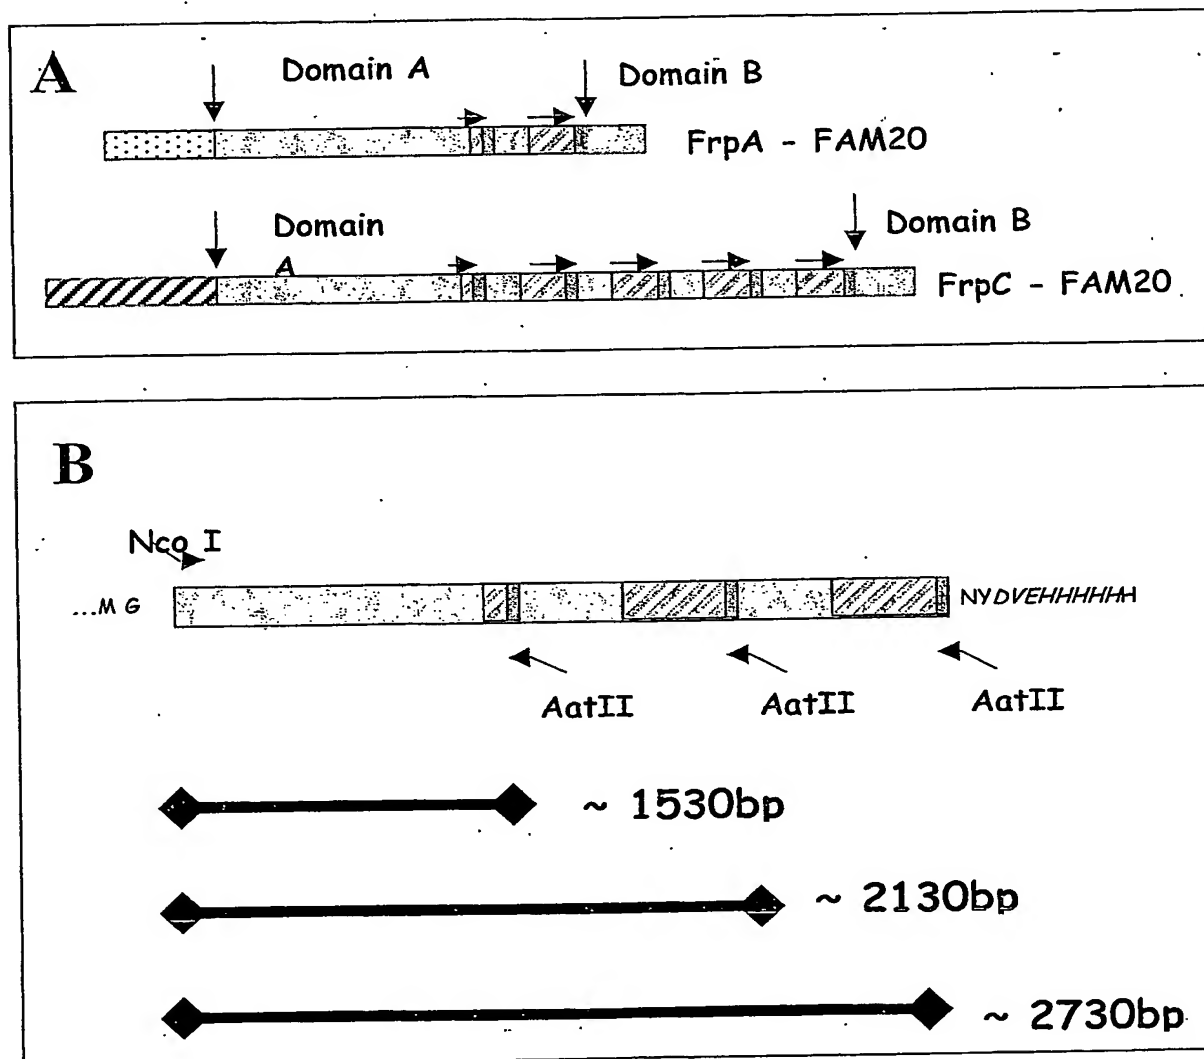 A
Domain A
Domain B
FrpA - FAM20
Domain
A
Domain B
FrpC - FAM20
B
Nco I
...M G
NYDVEHHHHHH
AatII
AatII
AatII
~ 1530bp
~ 2130bp
~ 2730bp